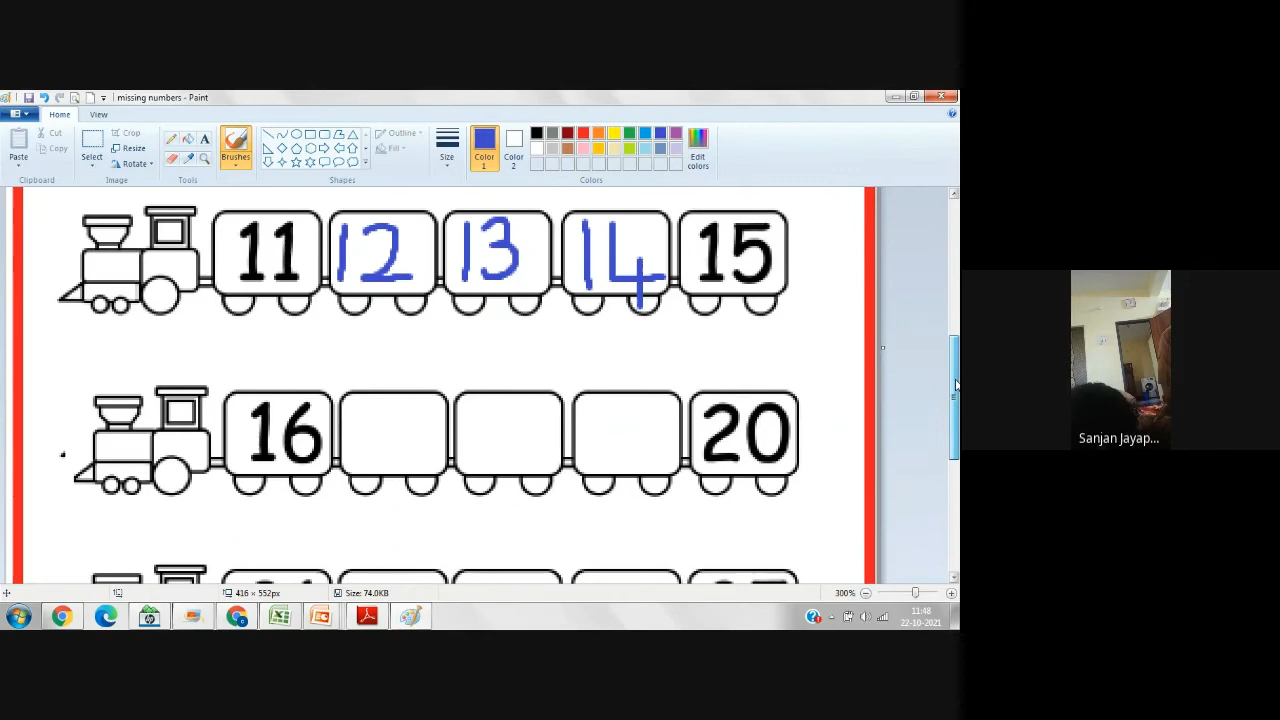 missing numbers - Paint
Home View
Paste
Cut
Copy
Clipboard
Select
Crop
Resize
Rotate
Image
A
Tools
Brushes
Shapes
Outline
Fill
Size
Color 1
Color 2
Edit colors
Colors
11 12 13 14 15
16 20
Sanjan Jayap...
416 × 552px
Size: 74.0KB
300%
11:48
22-10-2021